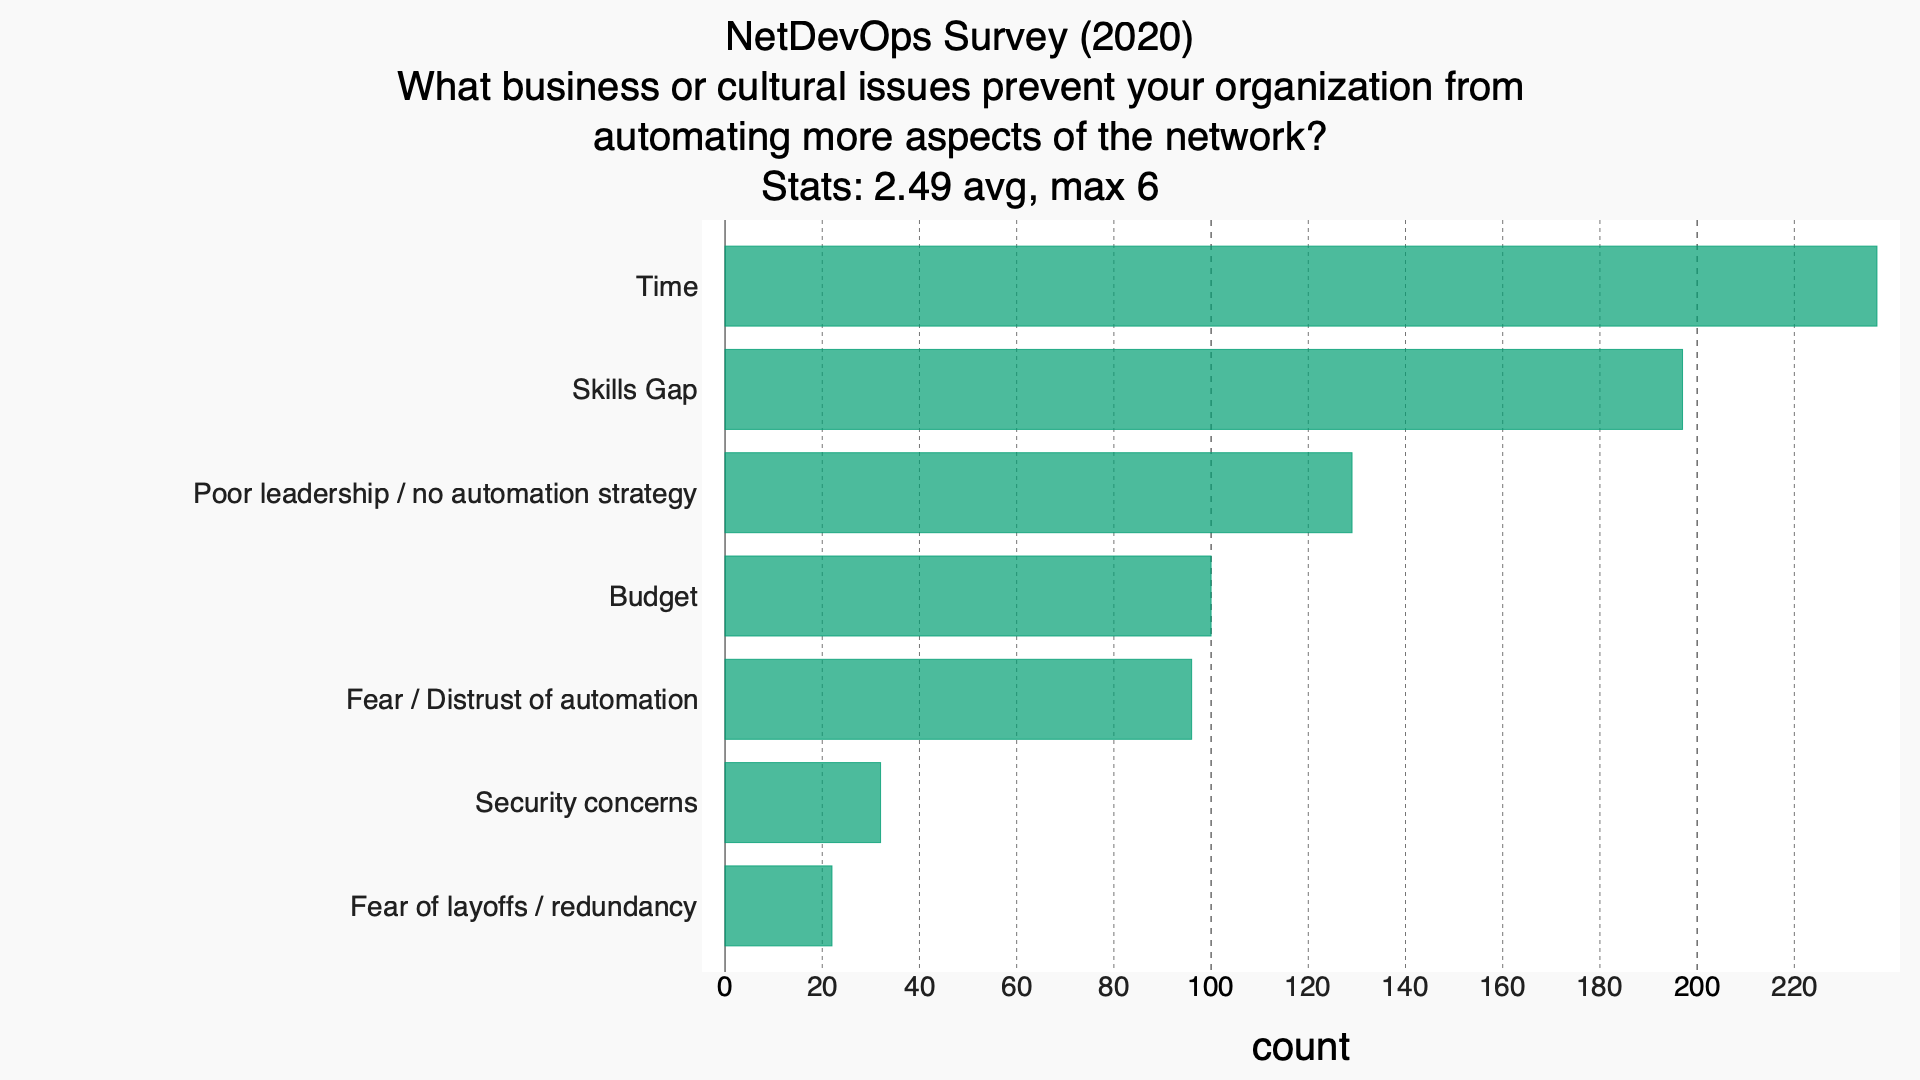 NetDevOps Survey (2020)
What business or cultural issues prevent your organization from
automating more aspects of the network?
Stats: 2.49 avg, max 6
Time
Skills Gap
Poor leadership / no automation strategy
Budget
Fear / Distrust of automation
Security concerns
Fear of layoffs / redundancy
0 20 40 60 80 100 120 140 160 180 200 220
count